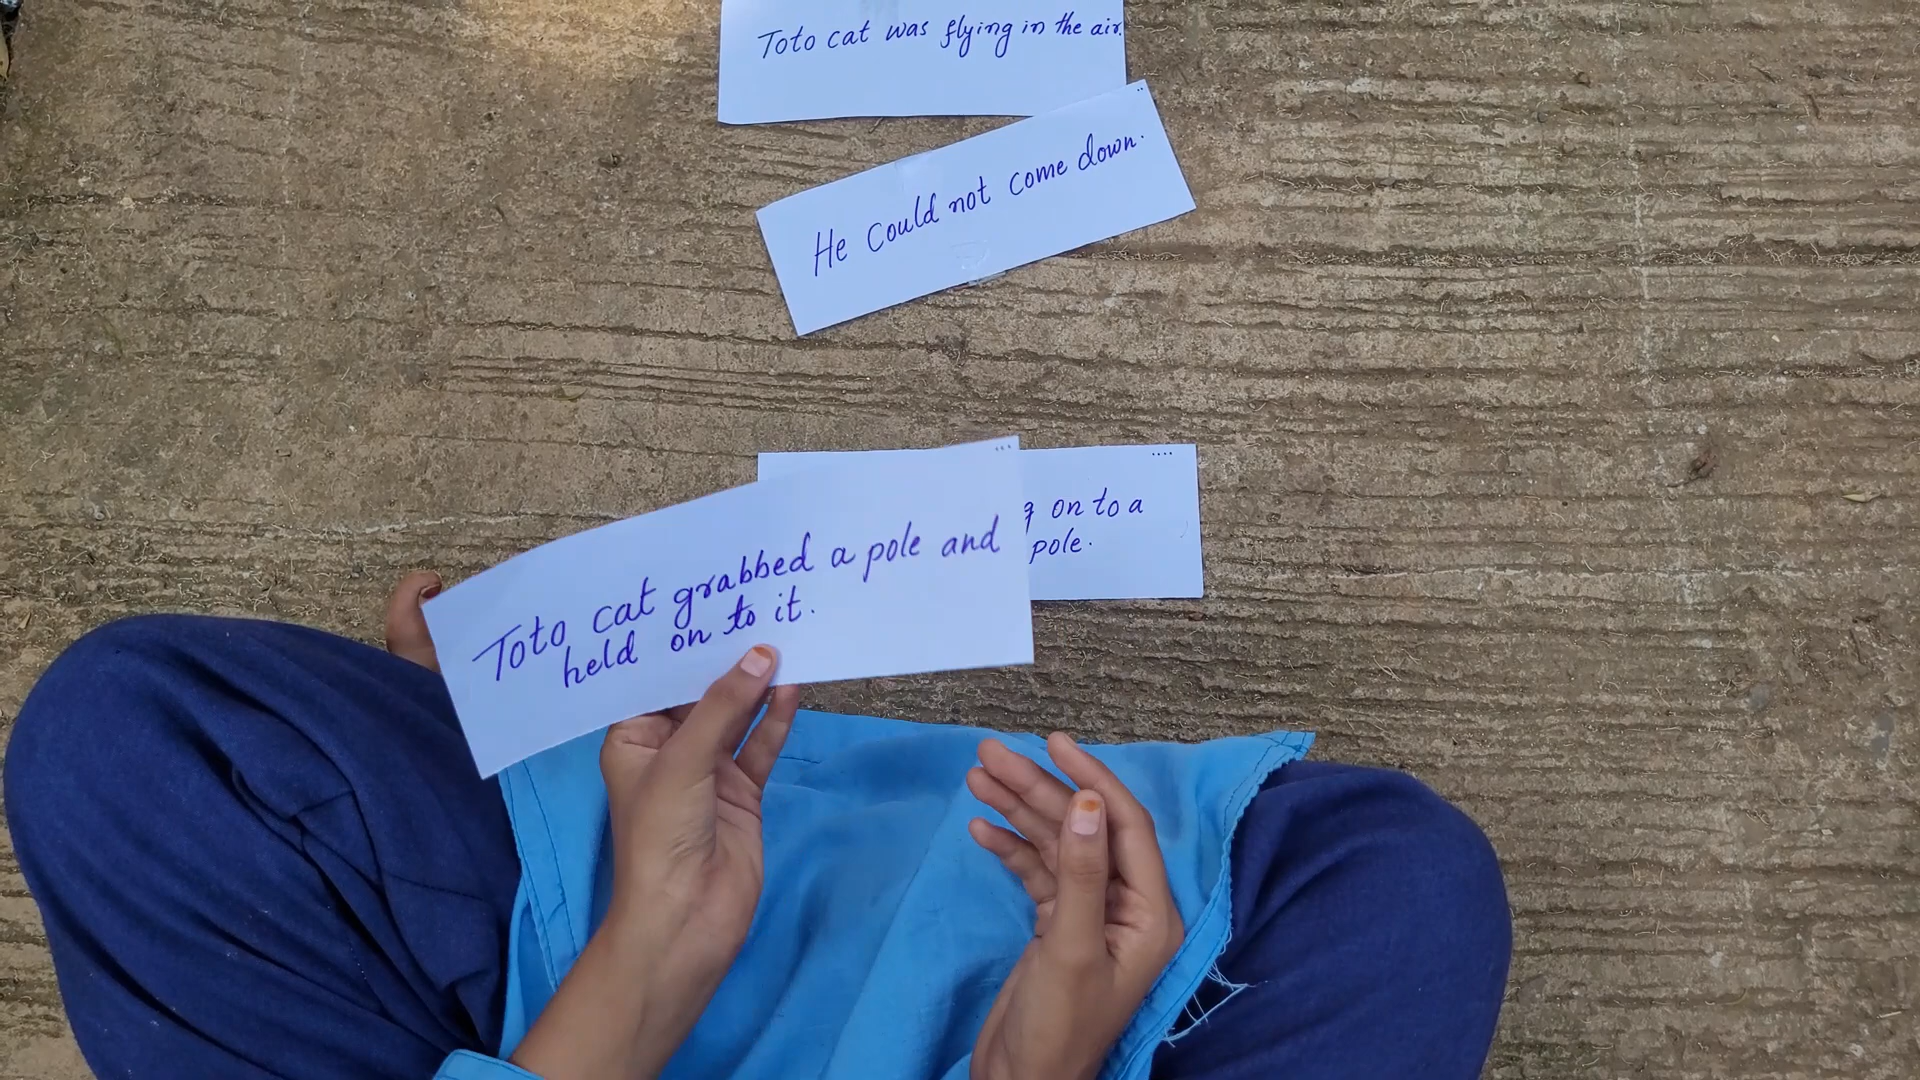 Toto cat was flying in the air.
He could not come down.
Toto cat grabbed a pole and
held on to it.
on to a
pole.